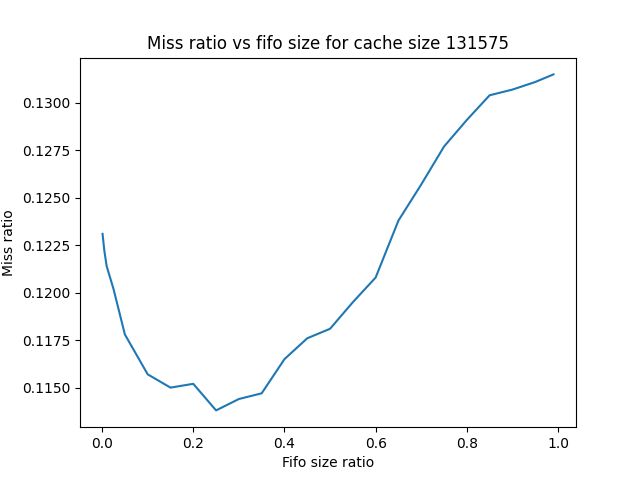 Miss ratio vs fifo size for cache size 131575
0.1300
0.1275
0.1250
0.1225
0.1200
0.1175
0.1150
Miss ratio
0.0 0.2 0.4 0.6 0.8 1.0
Fifo size ratio